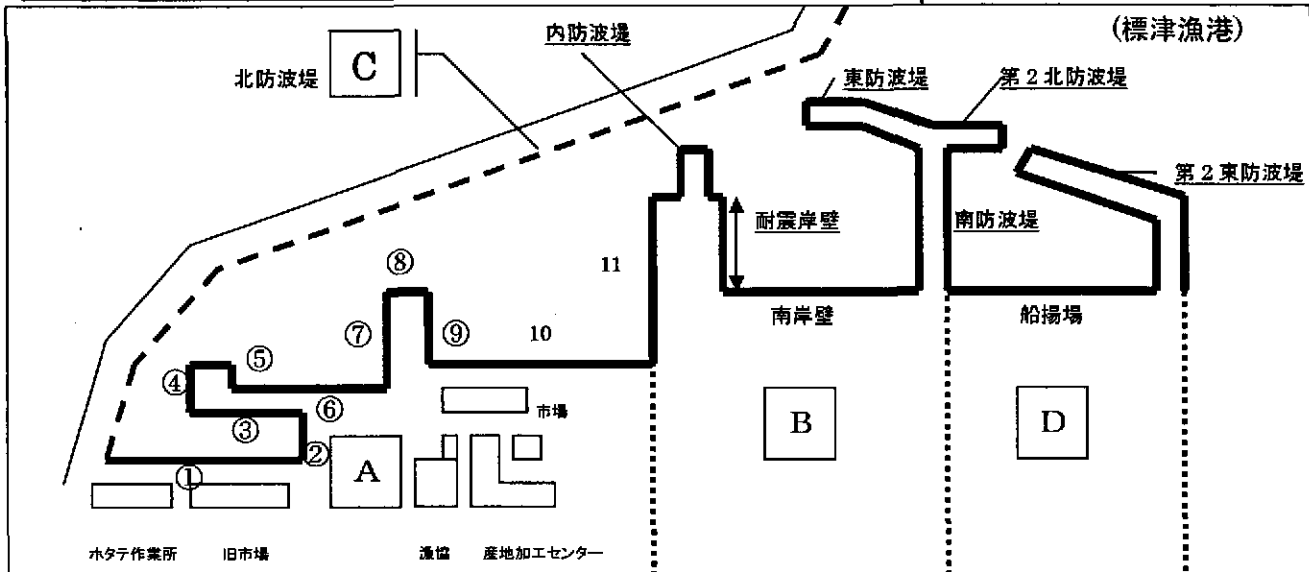 (標津漁港)
内防波堤
C
北防波堤
東防波堤
第2北防波堤
第2東防波堤
耐震岸壁
南防波堤
⑧
11
南岸壁
船揚場
⑦
⑨
10
⑤
④
⑥
市場
③
②
A
B
D
①
ホタテ作業所
旧市場
漁協
産地加工センター